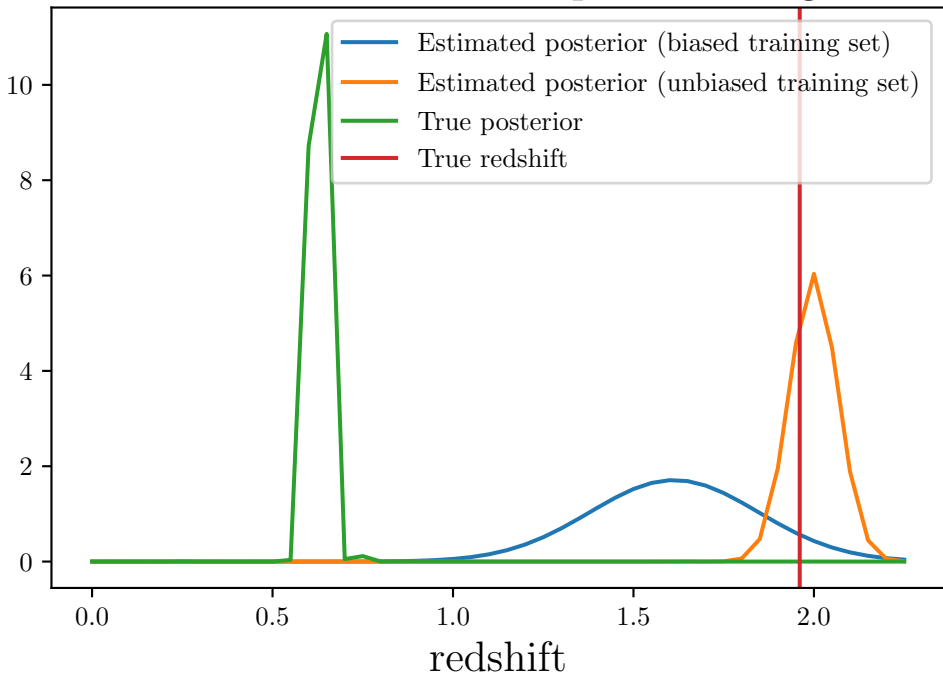 Estimated posterior (biased training set)
Estimated posterior (unbiased training set)
True posterior
True redshift
10
8
6
4
2
0
0.0 0.5 1.0 1.5 2.0
redshift